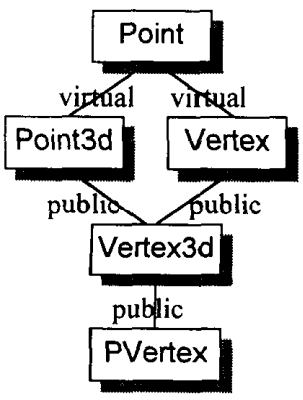 Point
virtual virtual
Point3d Vertex
public public
Vertex3d
public
PVertex